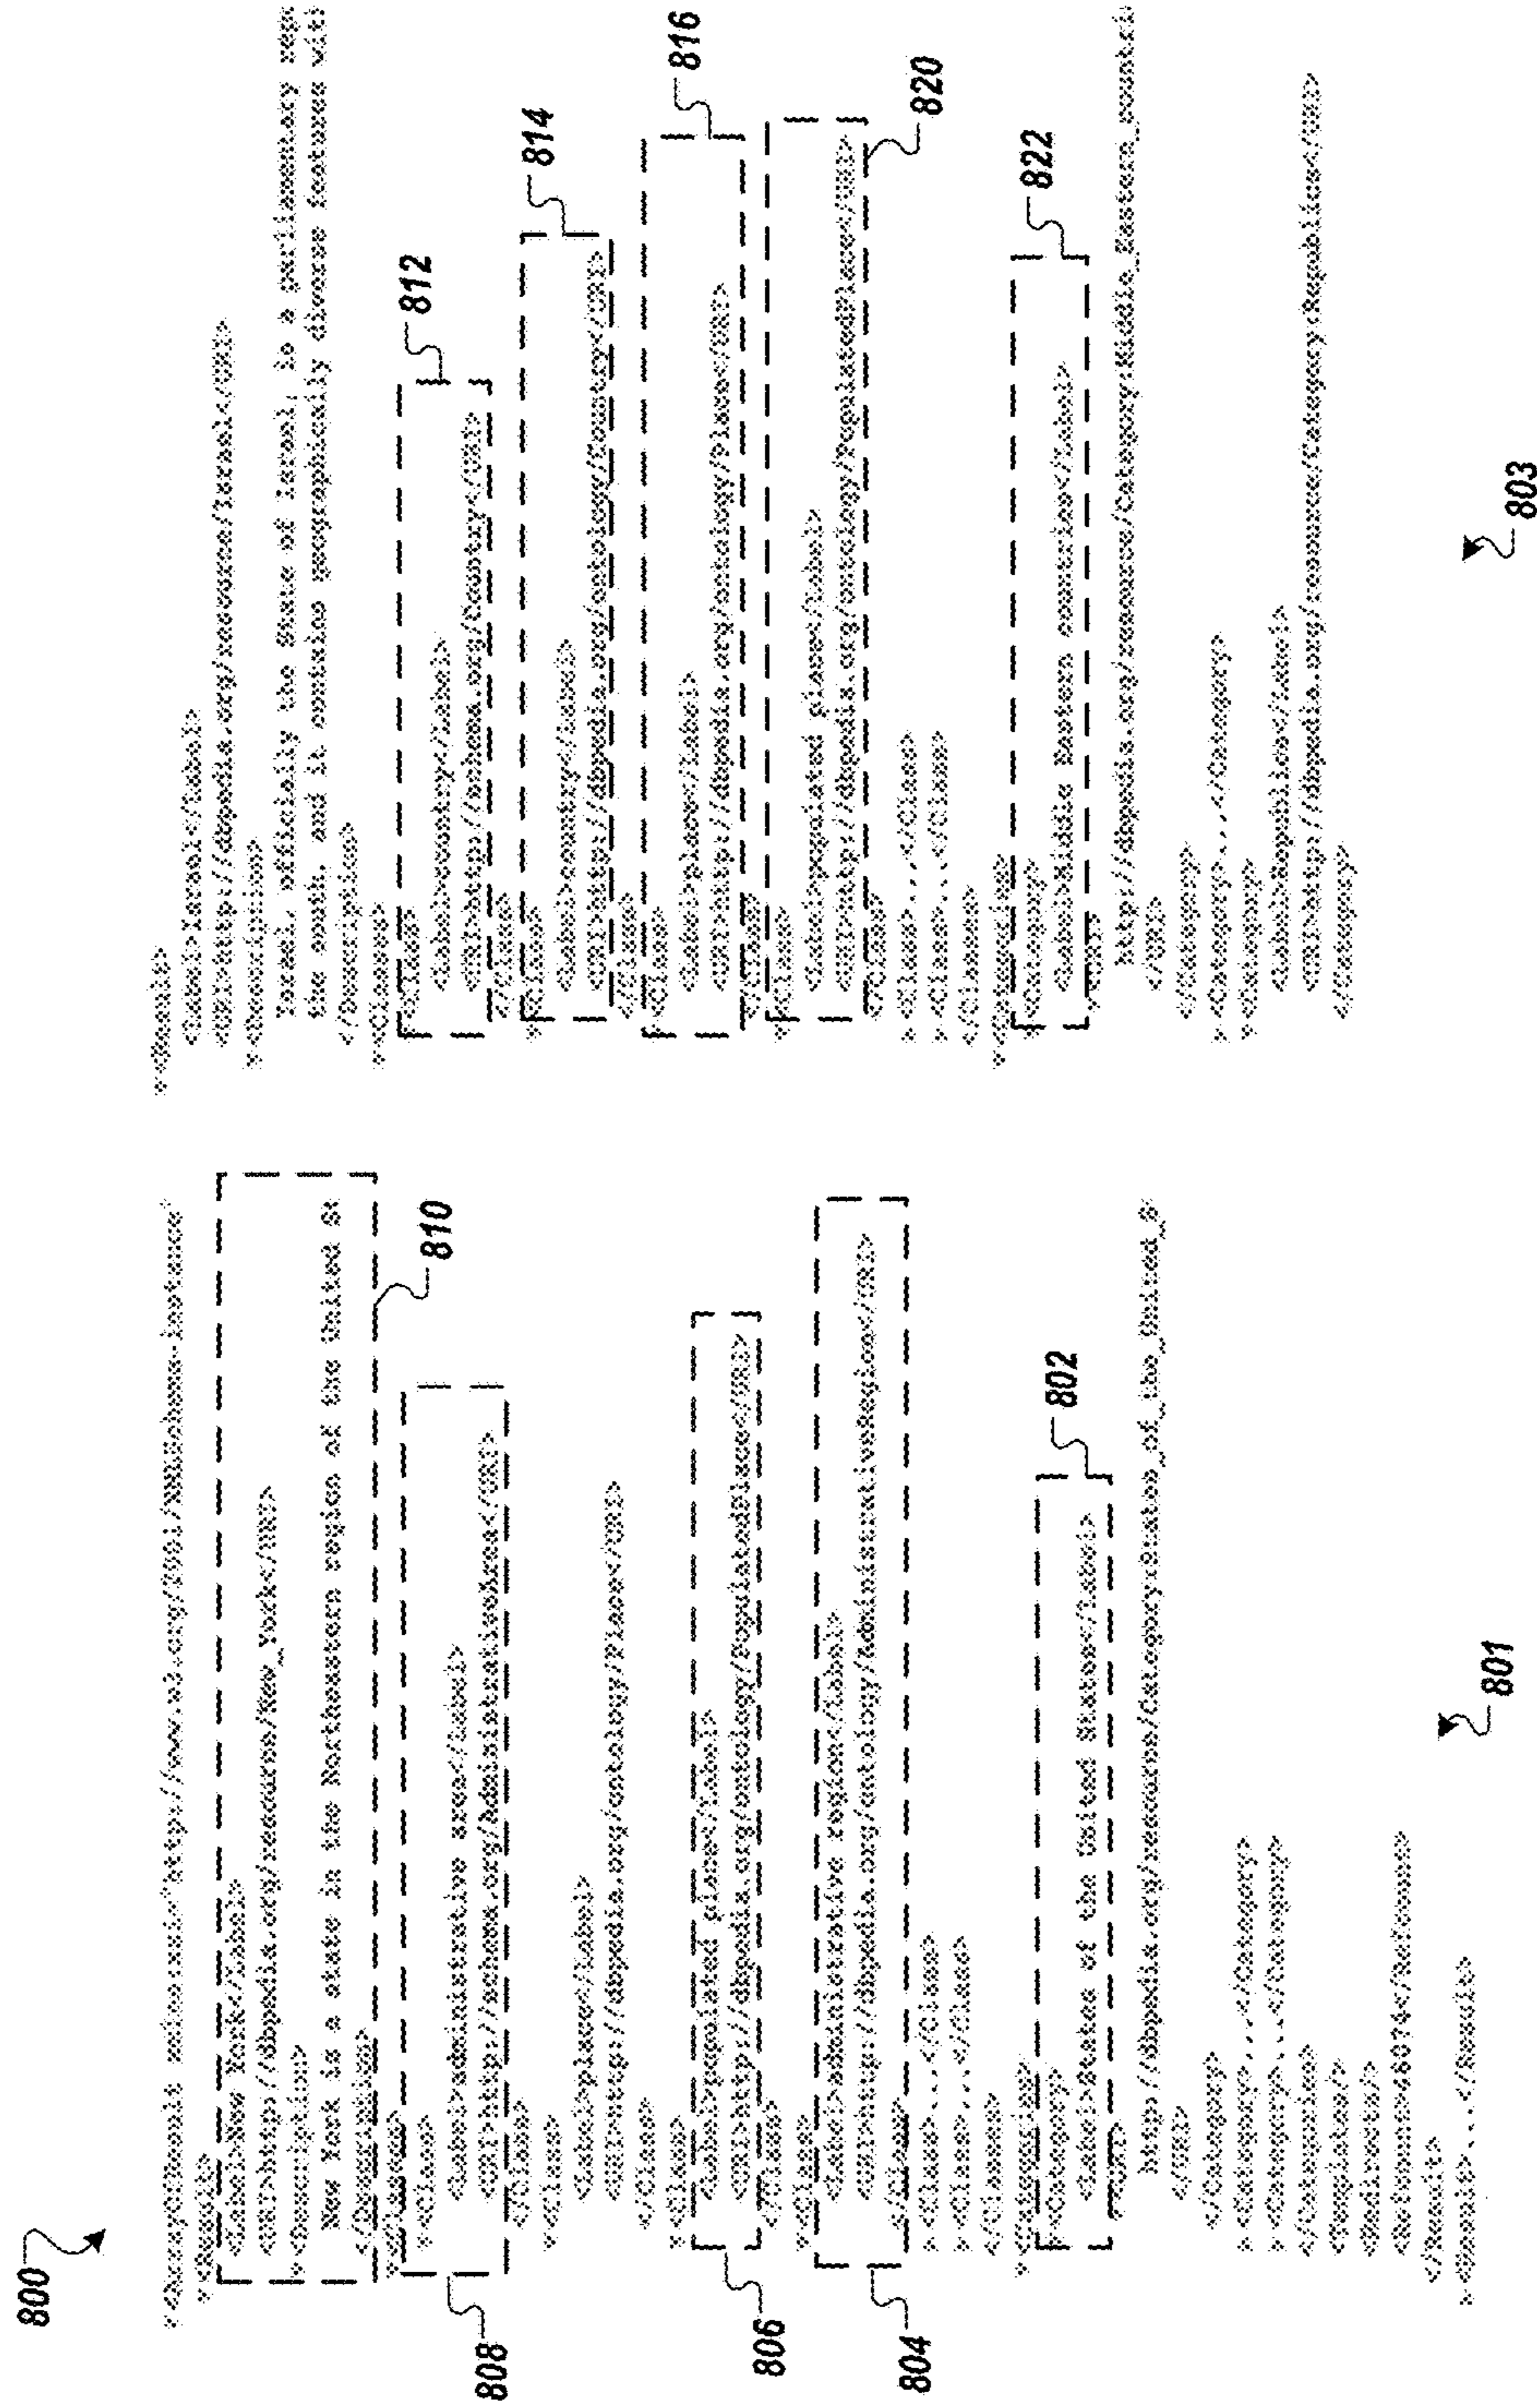 800
<ArrayOfResult xmlns:xsi="http://www.w3.org/2001/XMLSchema-instance"
▼<Result>
<Label>New York</Label>
<URI>http://dbpedia.org/resource/New_York</URI>
▼<Description>
New York is a state in the Northeastern region of the United St
</Description>
▼<Classes>
▼<Class>
<Label>administrative area</Label>
<URI>http://schema.org/AdministrativeArea</URI>
</Class>
▼<Class>
<Label>place</Label>
<URI>http://dbpedia.org/ontology/Place</URI>
</Class>
▼<Class>
<Label>populated place</Label>
<URI>http://dbpedia.org/ontology/PopulatedPlace</URI>
</Class>
▼<Class>
<Label>administrative region</Label>
<URI>http://dbpedia.org/ontology/AdministrativeRegion</URI>
</Class>
▶<Class>...</Class>
▶<Class>...</Class>
</Classes>
▼<Categories>
▼<Category>
<Label>States of the United States</Label>
▼<URI>
http://dbpedia.org/resource/Category:States_of_the_United_S
</URI>
</Category>
▶<Category>...</Category>
▶<Category>...</Category>
</Categories>
<Templates/>
<Redirects/>
<Refcount>
</Result>
▶<Result>...</Result>
810
808
806
804
802
801
▼<Result>
<Label>Israel</Label>
<URI>http://dbpedia.org/resource/Israel</URI>
▼<Description>
Israel, officially the State of Israel, is a parliamentary rep
the south, and it contains geographically diverse features wit
</Description>
▼<Classes>
▼<Class>
<Label>country</Label>
<URI>http://schema.org/Country</URI>
</Class>
▼<Class>
<Label>country</Label>
<URI>http://dbpedia.org/ontology/Country</URI>
</Class>
▼<Class>
<Label>place</Label>
<URI>http://dbpedia.org/ontology/Place</URI>
</Class>
▼<Class>
<Label>populated place</Label>
<URI>http://dbpedia.org/ontology/PopulatedPlace</URI>
</Class>
▶<Class>...</Class>
▶<Class>...</Class>
</Classes>
▼<Categories>
▼<Category>
<Label>Middle Eastern countries</Label>
▼<URI>
http://dbpedia.org/resource/Category:Middle_Eastern_countri
</URI>
</Category>
▶<Category>...</Category>
▼<Category>
<Label>Republics</Label>
<URI>http://dbpedia.org/resource/Category:Republics</URI>
</Category>
812
814
816
820
822
803